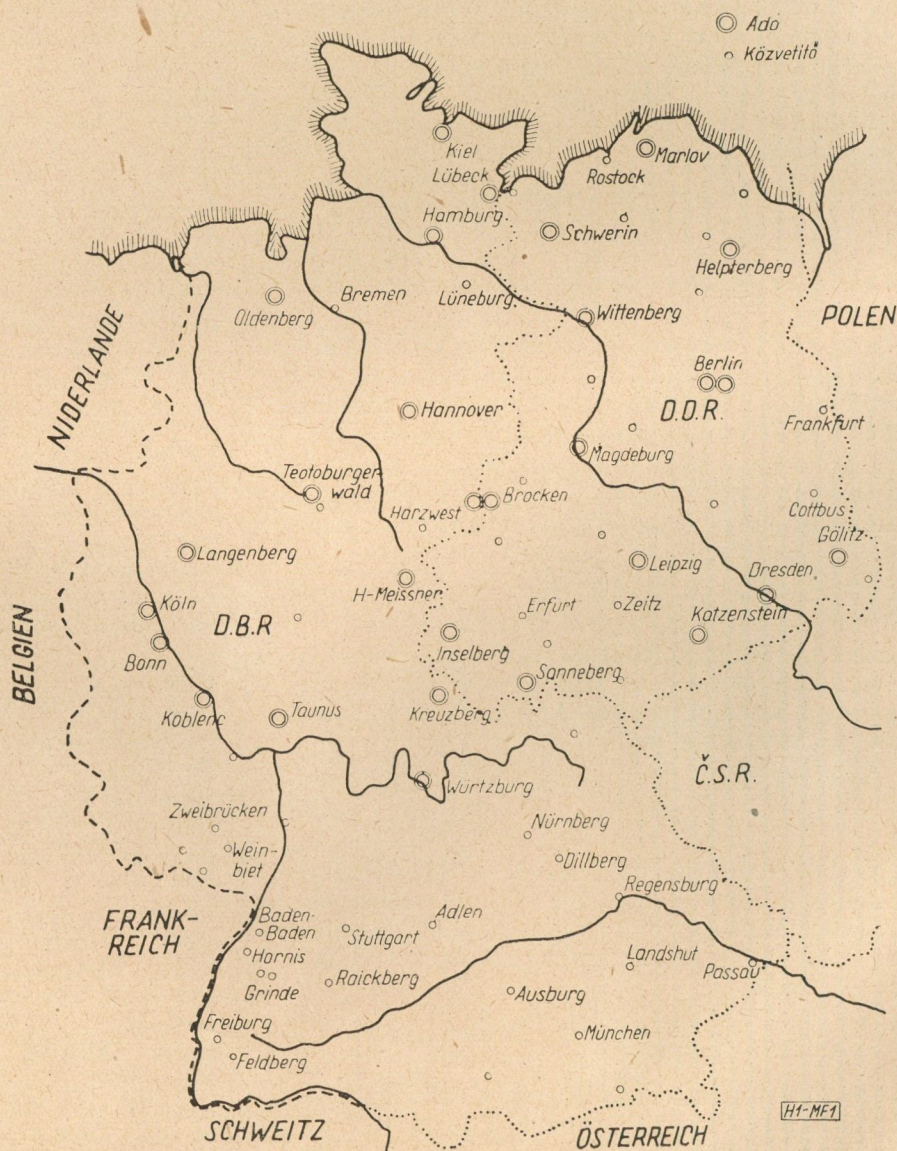 Adó
Közvetítő
Kiel
Lübeck
Hamburg
Rostock
Marlov
Schwerin
Helpterberg
Oldenberg
Bremen
Lüneburg
Wittenberg
POLEN
NIDERLANDE
Berlin
D.D.R.
Hannover
Frankfurt
Magdeburg
Teotoburger
wald
Harzwest
Brocken
Cottbus
Gölitz
Langenberg
Leipzig
Dresden
H-Meissner
Köln
D.B.R
Erfurt
Zeitz
Katzenstein
BELGIEN
Bonn
Inselberg
Sonneberg
Koblenc
Taunus
Kreuzberg
Č.S.R.
Würtzburg
Zweibrücken
Nürnberg
Wein-
biet
Dillberg
Regensburg
FRANK-
REICH
Baden-
Baden
Adlen
Stuttgart
Hornis
Landshut
Passau
Grinde
Raickberg
Ausburg
Freiburg
München
Feldberg
H1-MF1
SCHWEITZ
ÖSTERREICH